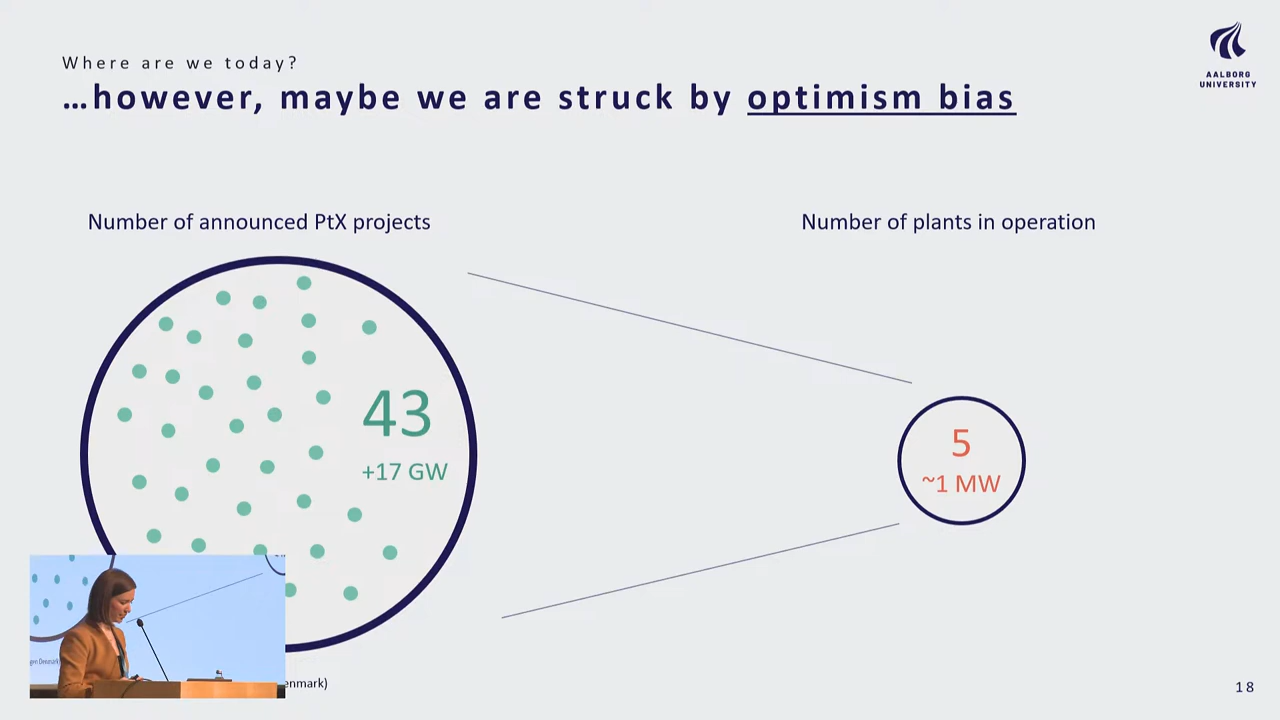 Where are we today?
…however, maybe we are struck by optimism bias
AALBORG
UNIVERSITY
Number of announced PtX projects
Number of plants in operation
43
+17 GW
5
~1 MW
18